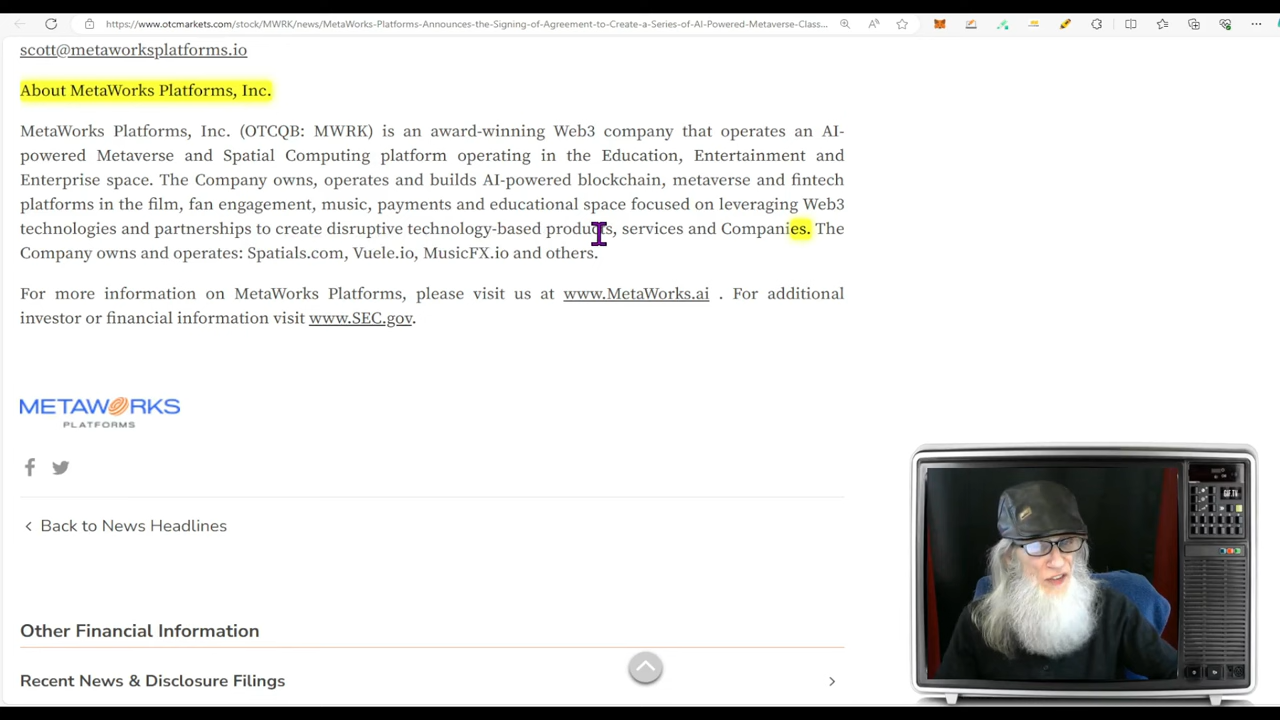 https://www.otcmarkets.com/stock/MWRK/news/MetaWorks-Platforms-Announces-the-Signing-of-Agreement-to-Create-a-Series-of-AI-Powered-Metaverse-Class...
scott@metaworksplatforms.io
About MetaWorks Platforms, Inc.
MetaWorks Platforms, Inc. (OTCQB: MWRK) is an award-winning Web3 company that operates an AI-
powered Metaverse and Spatial Computing platform operating in the Education, Entertainment and
Enterprise space. The Company owns, operates and builds AI-powered blockchain, metaverse and fintech
platforms in the film, fan engagement, music, payments and educational space focused on leveraging Web3
technologies and partnerships to create disruptive technology-based products, services and Companies. The
Company owns and operates: Spatials.com, Vuele.io, MusicFX.io and others.
For more information on MetaWorks Platforms, please visit us at www.MetaWorks.ai . For additional
investor or financial information visit www.SEC.gov.
METAWORKS
PLATFORMS
Back to News Headlines
Other Financial Information
Recent News & Disclosure Filings